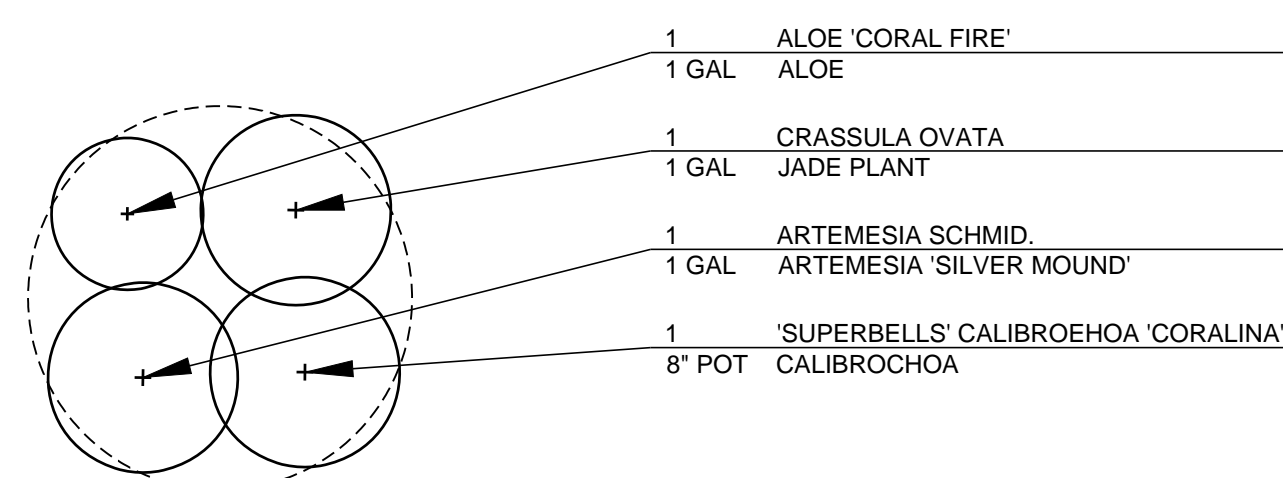 1 ALOE 'CORAL FIRE'
1 GAL ALOE
1 CRASSULA OVATA
1 GAL JADE PLANT
1 ARTEMESIA SCHMID.
1 GAL ARTEMESIA 'SILVER MOUND'
1 'SUPERBELLS' CALIBROEHOA 'CORALINA'
8" POT CALIBROCHOA